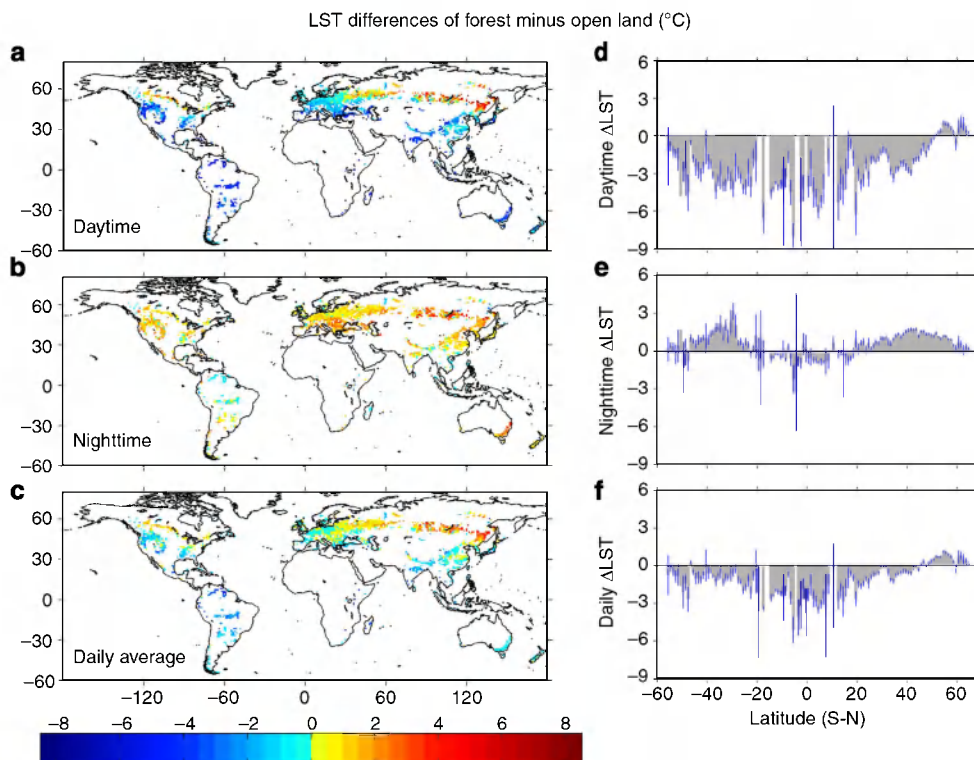 LST differences of forest minus open land (°C)
a
60
30
0
−30
−60
Daytime
b
60
30
0
−30
−60
Nighttime
c
60
30
0
−30
−60
Daily average
−120 −60 0 60 120
−8 −6 −4 −2 0 2 4 6 8
d
6
3
0
−3
−6
−9
Daytime ΔLST
e
6
3
0
−3
−6
−9
Nighttime ΔLST
f
6
3
0
−3
−6
−9
Daily ΔLST
−60 −40 −20 0 20 40 60
Latitude (S-N)